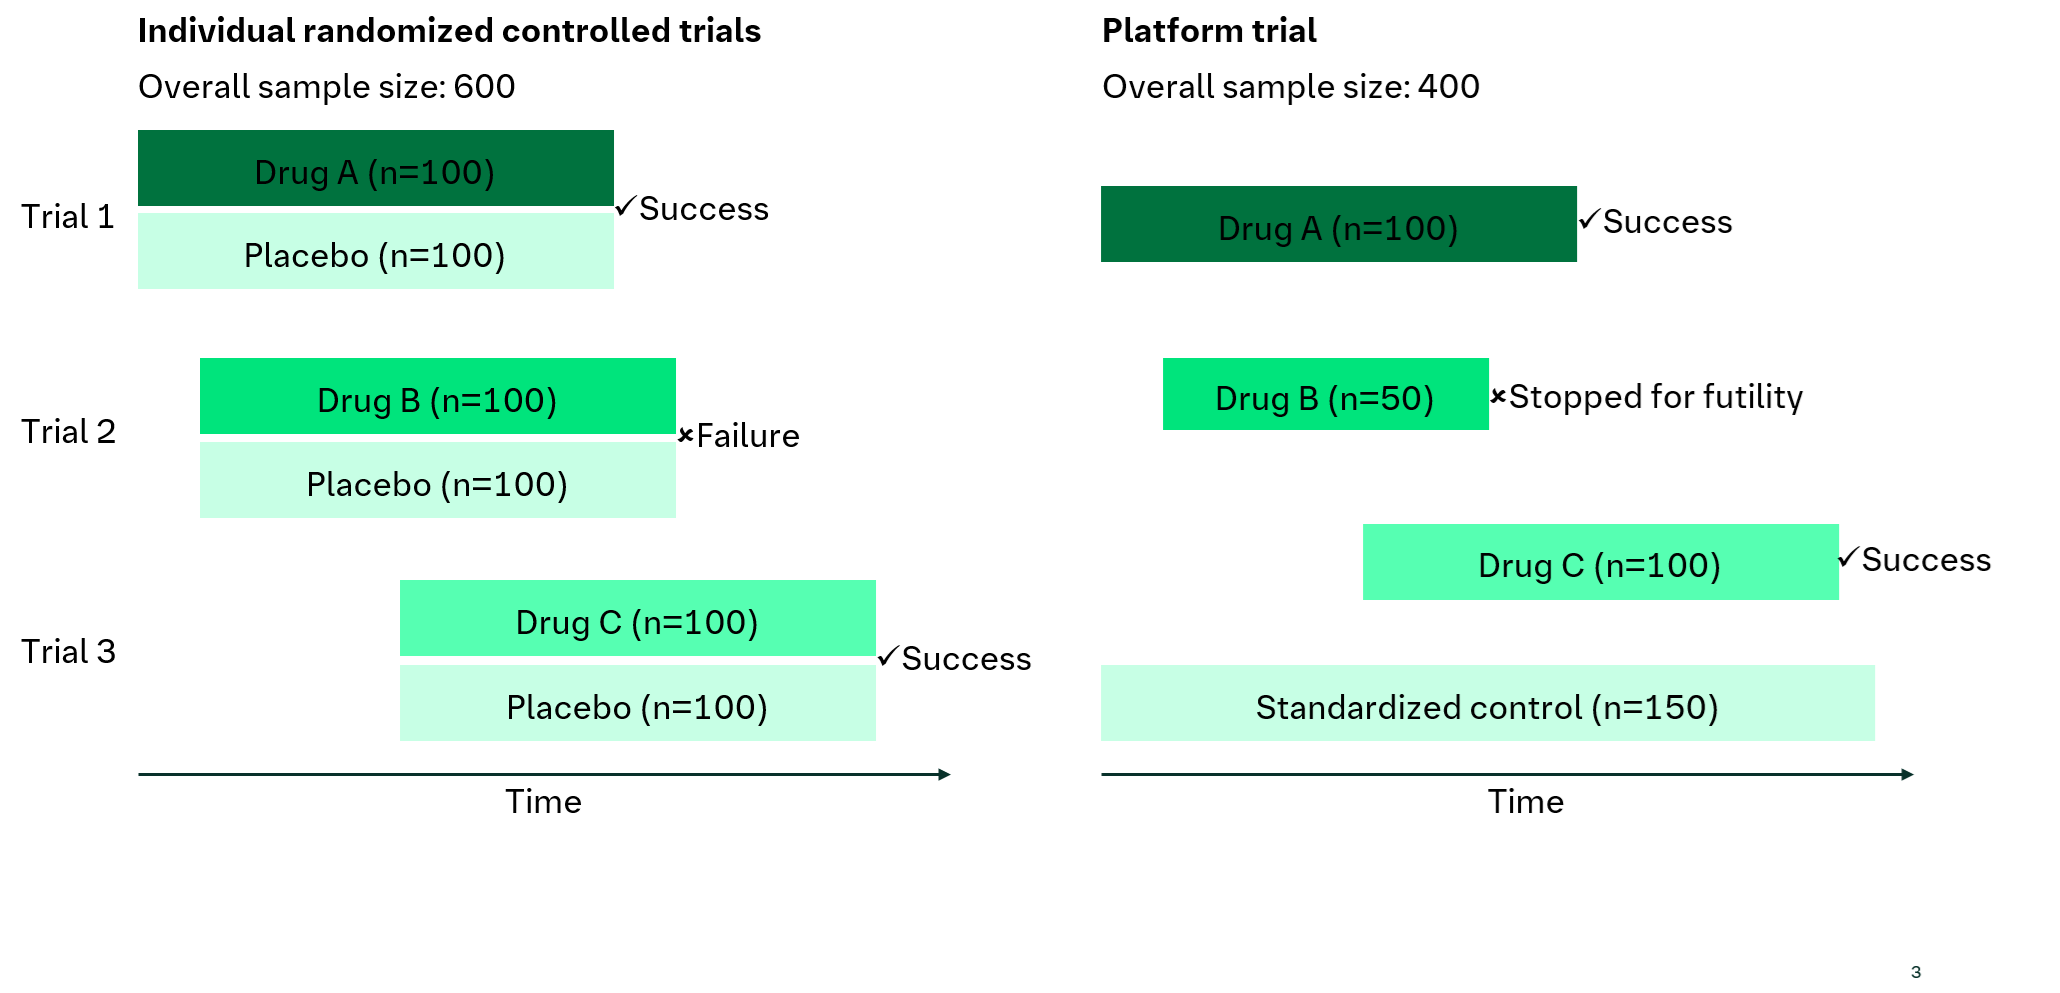 Individual randomized controlled trials
Overall sample size: 600
Trial 1
Drug A (n=100)
Placebo (n=100)
✓Success
Trial 2
Drug B (n=100)
Placebo (n=100)
×Failure
Trial 3
Drug C (n=100)
Placebo (n=100)
✓Success
Time
Platform trial
Overall sample size: 400
Drug A (n=100)
✓Success
Drug B (n=50)
×Stopped for futility
Drug C (n=100)
✓Success
Standardized control (n=150)
Time
3